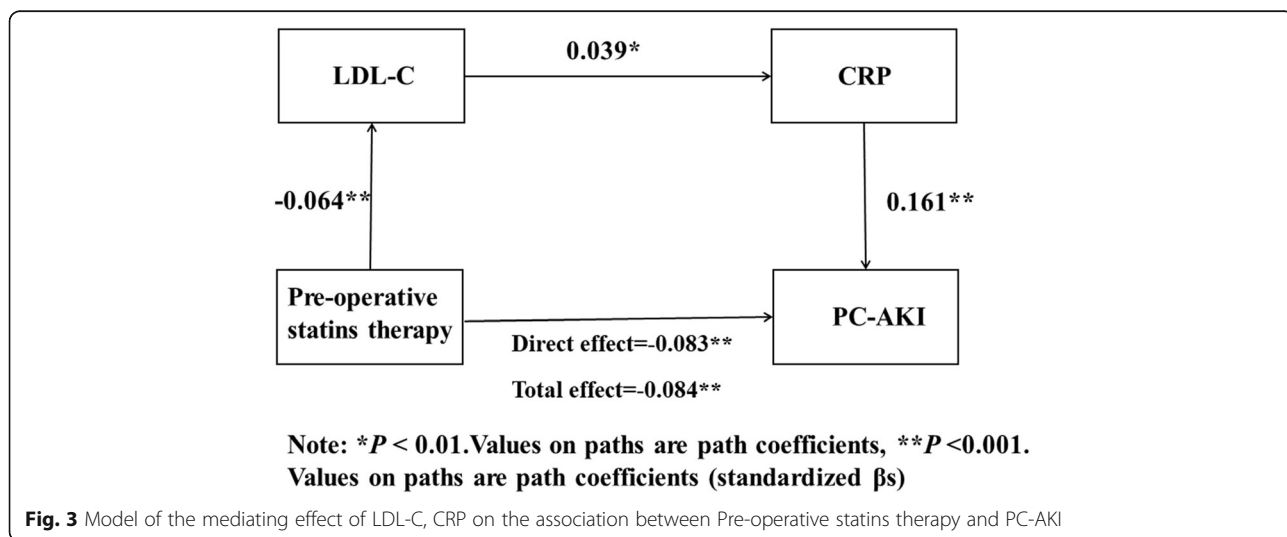 0.039*
LDL-C
CRP
-0.064**
0.161**
Pre-operative
statins therapy
PC-AKI
Direct effect=-0.083**
Total effect=-0.084**
Note: *P < 0.01.Values on paths are path coefficients, **P <0.001.
Values on paths are path coefficients (standardized βs)
Fig. 3 Model of the mediating effect of LDL-C, CRP on the association between Pre-operative statins therapy and PC-AKI